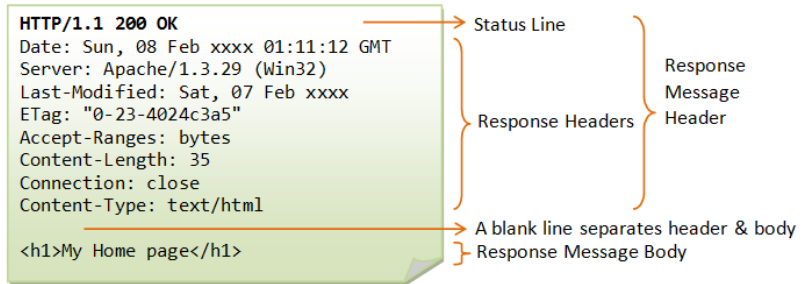 HTTP/1.1 200 OK
Date: Sun, 08 Feb xxxx 01:11:12 GMT
Server: Apache/1.3.29 (Win32)
Last-Modified: Sat, 07 Feb xxxx
ETag: "0-23-4024c3a5"
Accept-Ranges: bytes
Content-Length: 35
Connection: close
Content-Type: text/html
<h1>My Home page</h1>
Status Line
Response Headers
Response
Message
Header
A blank line separates header & body
Response Message Body